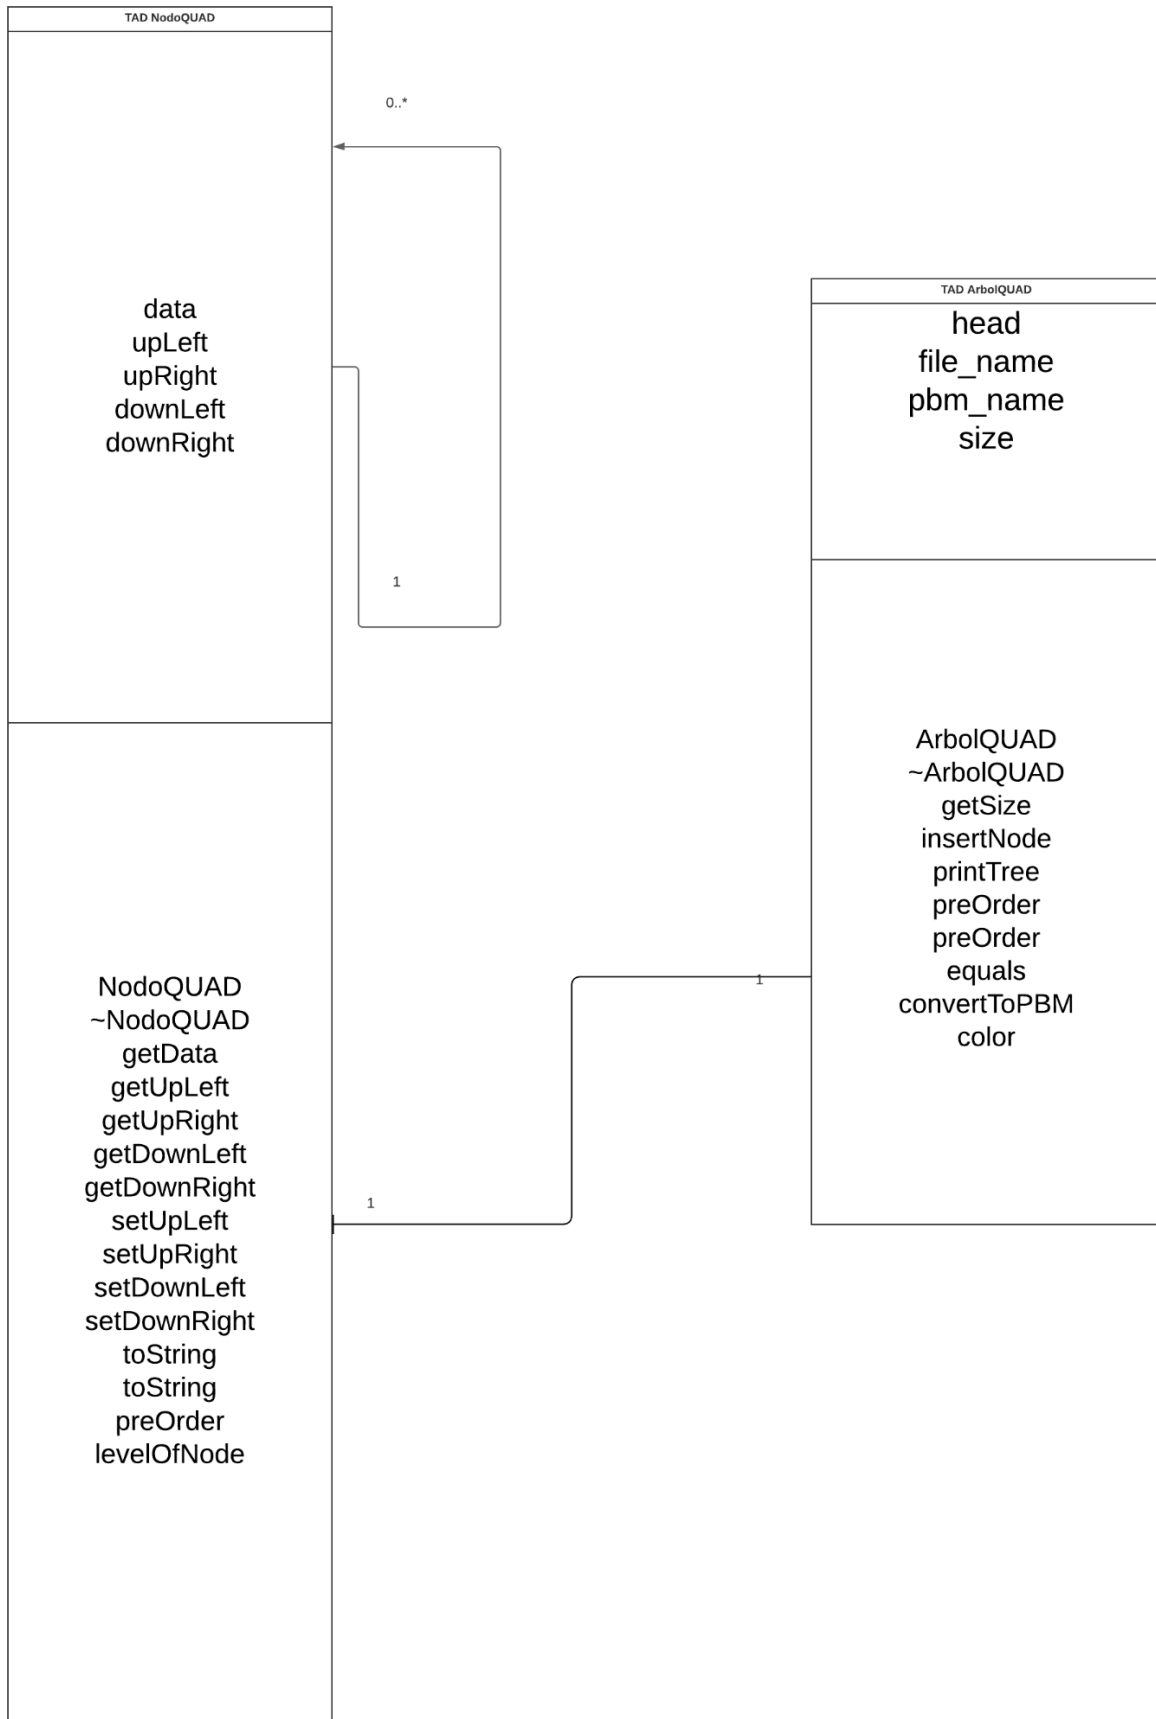 TAD NodoQUAD
data
upLeft
upRight
downLeft
downRight
NodoQUAD
~NodoQUAD
getData
getUpLeft
getUpRight
getDownLeft
getDownRight
setUpLeft
setUpRight
setDownLeft
setDownRight
toString
toString
preOrder
levelOfNode
0..*
1
1
1
TAD ArbolQUAD
head
file_name
pbm_name
size
ArbolQUAD
~ArbolQUAD
getSize
insertNode
printTree
preOrder
preOrder
equals
convertToPBM
color